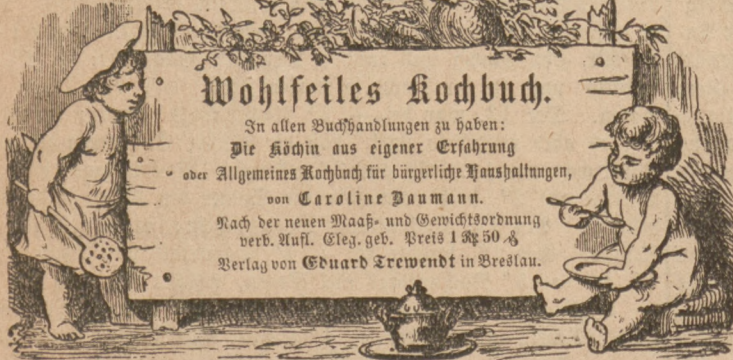 Wohlfeiles Kochbuch.
In allen Buchhandlungen zu haben:
Die Köchin aus eigener Erfahrung
oder Allgemeines Kochbuch für bürgerliche Haushaltungen,
von Caroline Baumann.
Nach der neuen Maaß- und Gewichtsordnung
verb. Aufl. Eleg. geb. Preis 1 50 ₰
Verlag von Eduard Trewendt in Breslau.